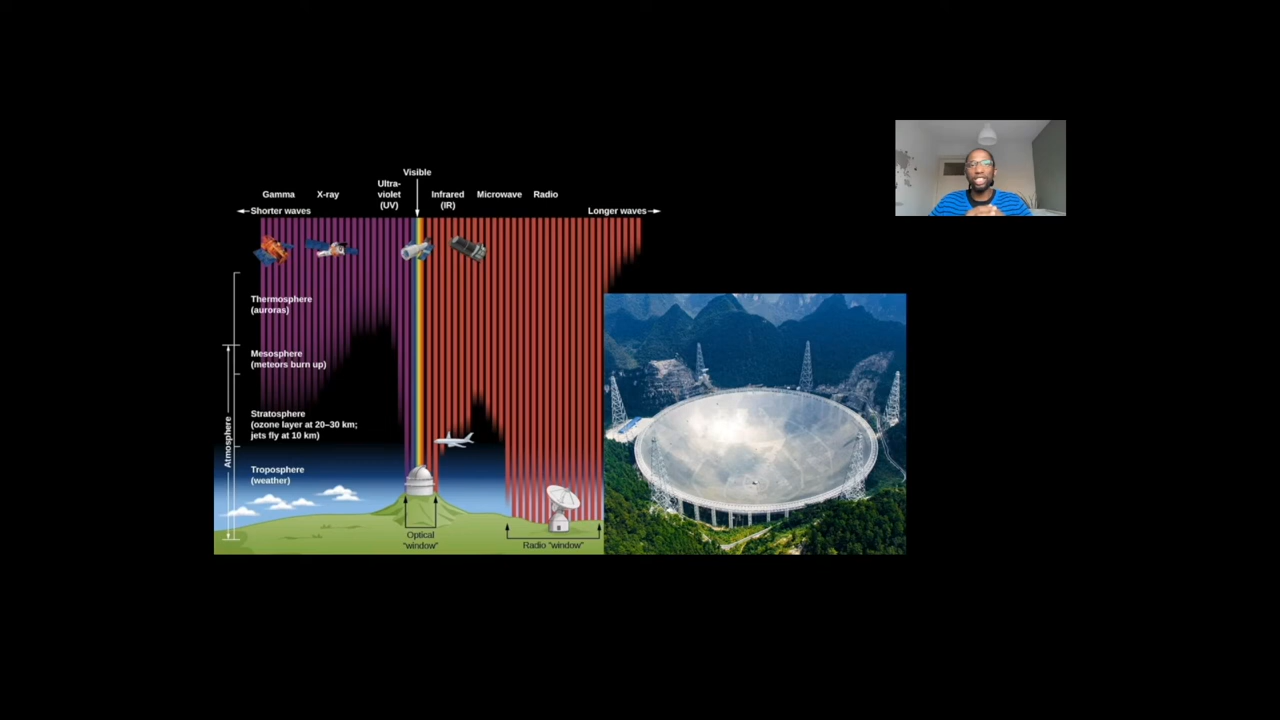 Visible
Gamma
X-ray
Ultra-
violet
(UV)
Infrared
(IR)
Microwave
Radio
Shorter waves
Longer waves
Thermosphere
(auroras)
Mesosphere
(meteors burn up)
Stratosphere
(ozone layer at 20–30 km;
jets fly at 10 km)
Atmosphere
Troposphere
(weather)
Optical
"window"
Radio "window"